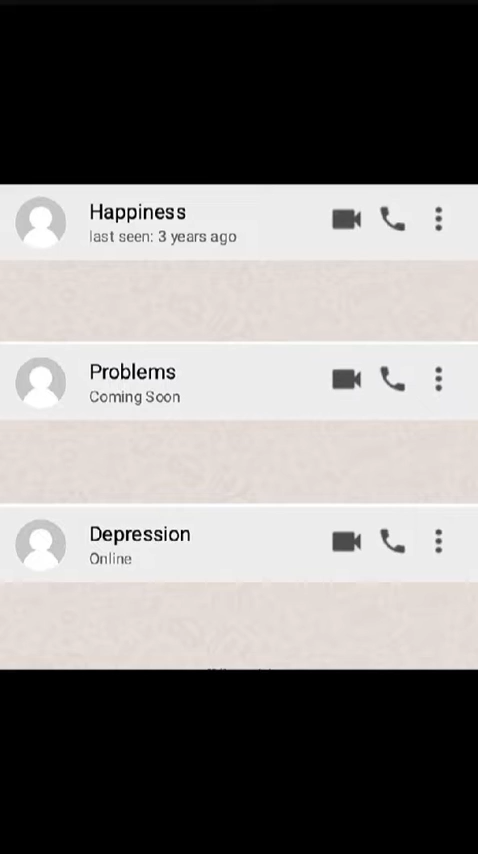 Happiness
last seen: 3 years ago
Problems
Coming Soon
Depression
Online